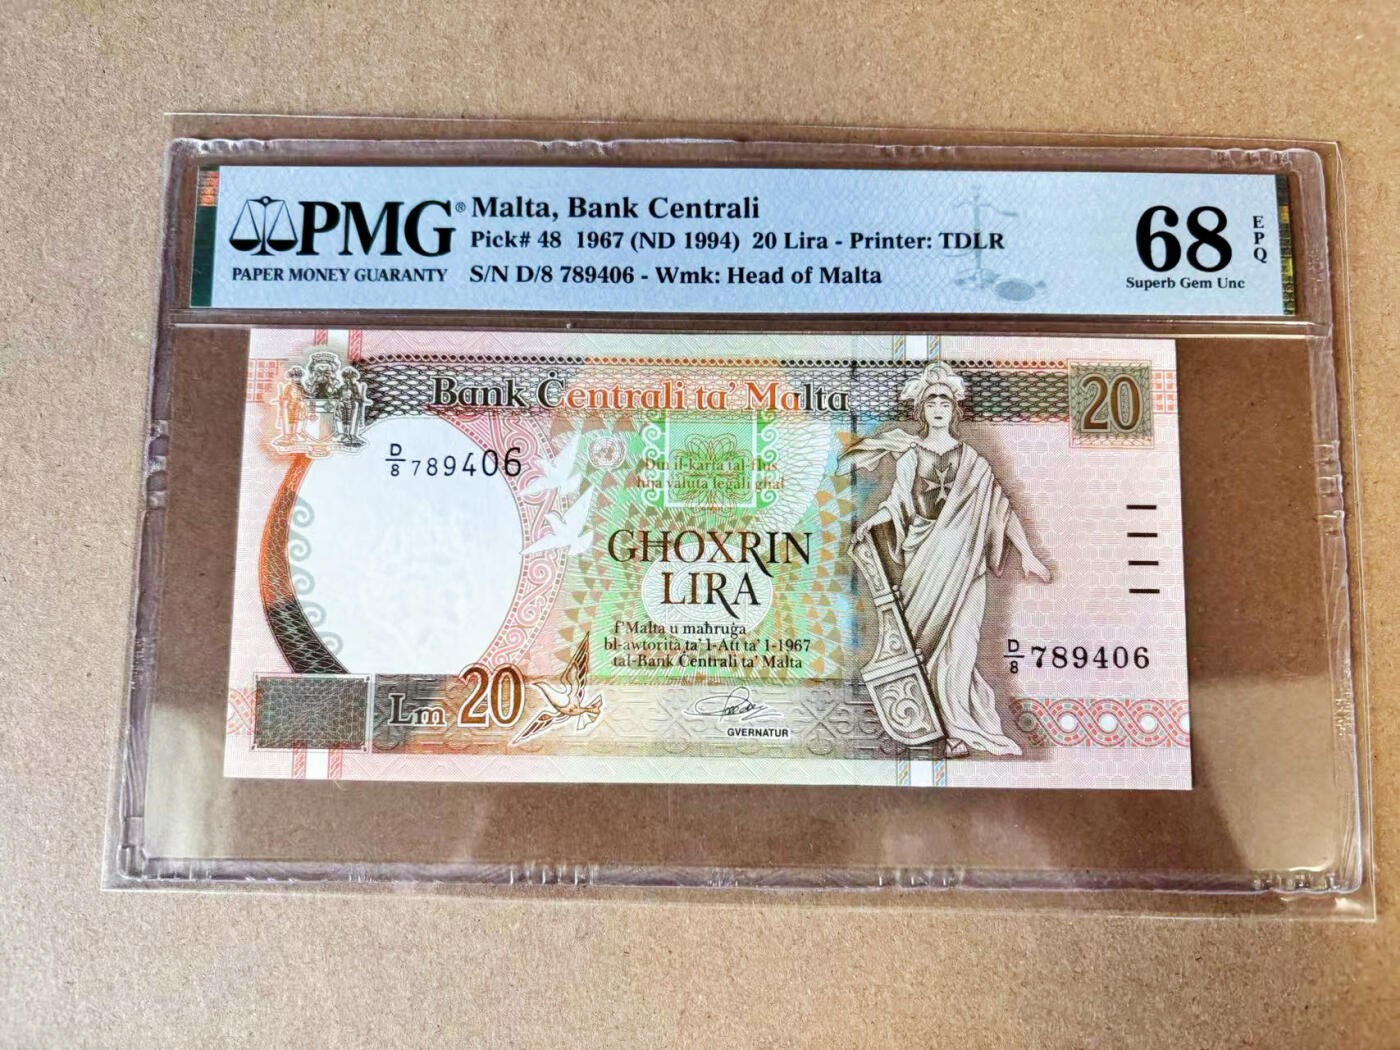 PMG® Malta, Bank Centrali
Pick# 48 1967 (ND 1994) 20 Lira - Printer: TDLR
PAPER MONEY GUARANTY S/N D/8 789406 - Wmk: Head of Malta
68 EPQ
Superb Gem Unc
Bank Ċentrali ta' Malta
20
D/8 789406
Din il-karta tal-flus
hija valuta legali għal
GĦOXRIN
LIRA
f'Malta u maħruġa
bl-awtorità ta' l-Att ta' l-1967
tal-Bank Ċentrali ta' Malta
D/8 789406
Lm 20
GVERNATUR